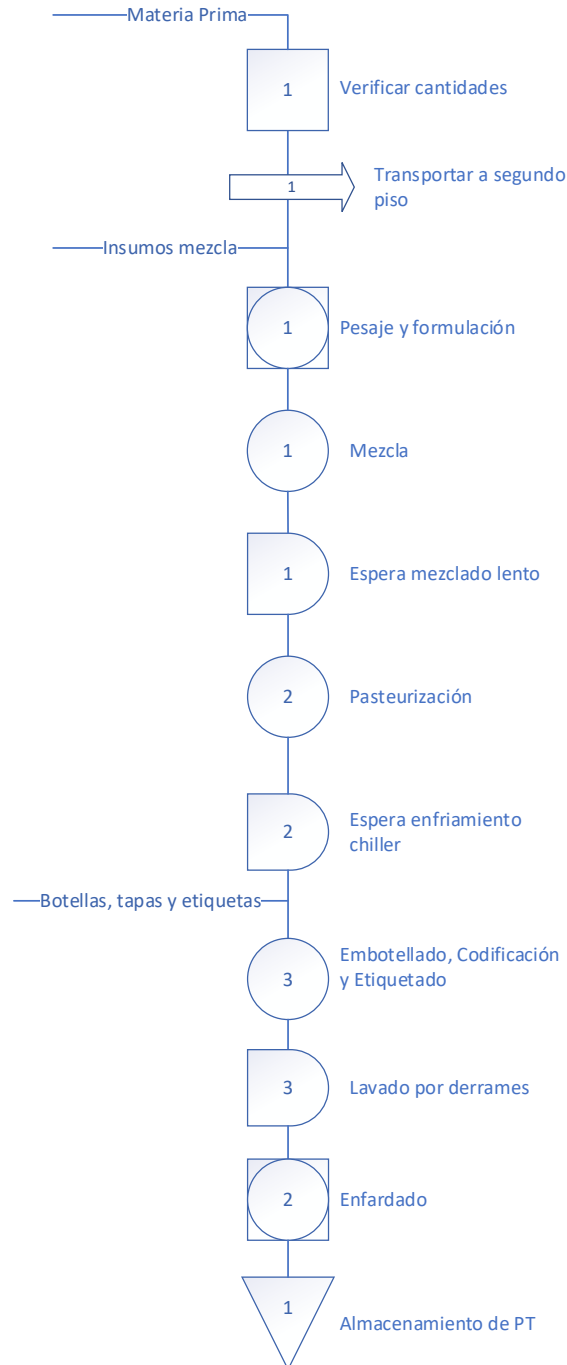 Materia Prima
1
Verificar cantidades
1
Transportar a segundo
piso
Insumos mezcla
1
Pesaje y formulación
1
Mezcla
1
Espera mezclado lento
2
Pasteurización
2
Espera enfriamiento
chiller
Botellas, tapas y etiquetas
3
Embotellado, Codificación
y Etiquetado
3
Lavado por derrames
2
Enfardado
1
Almacenamiento de PT